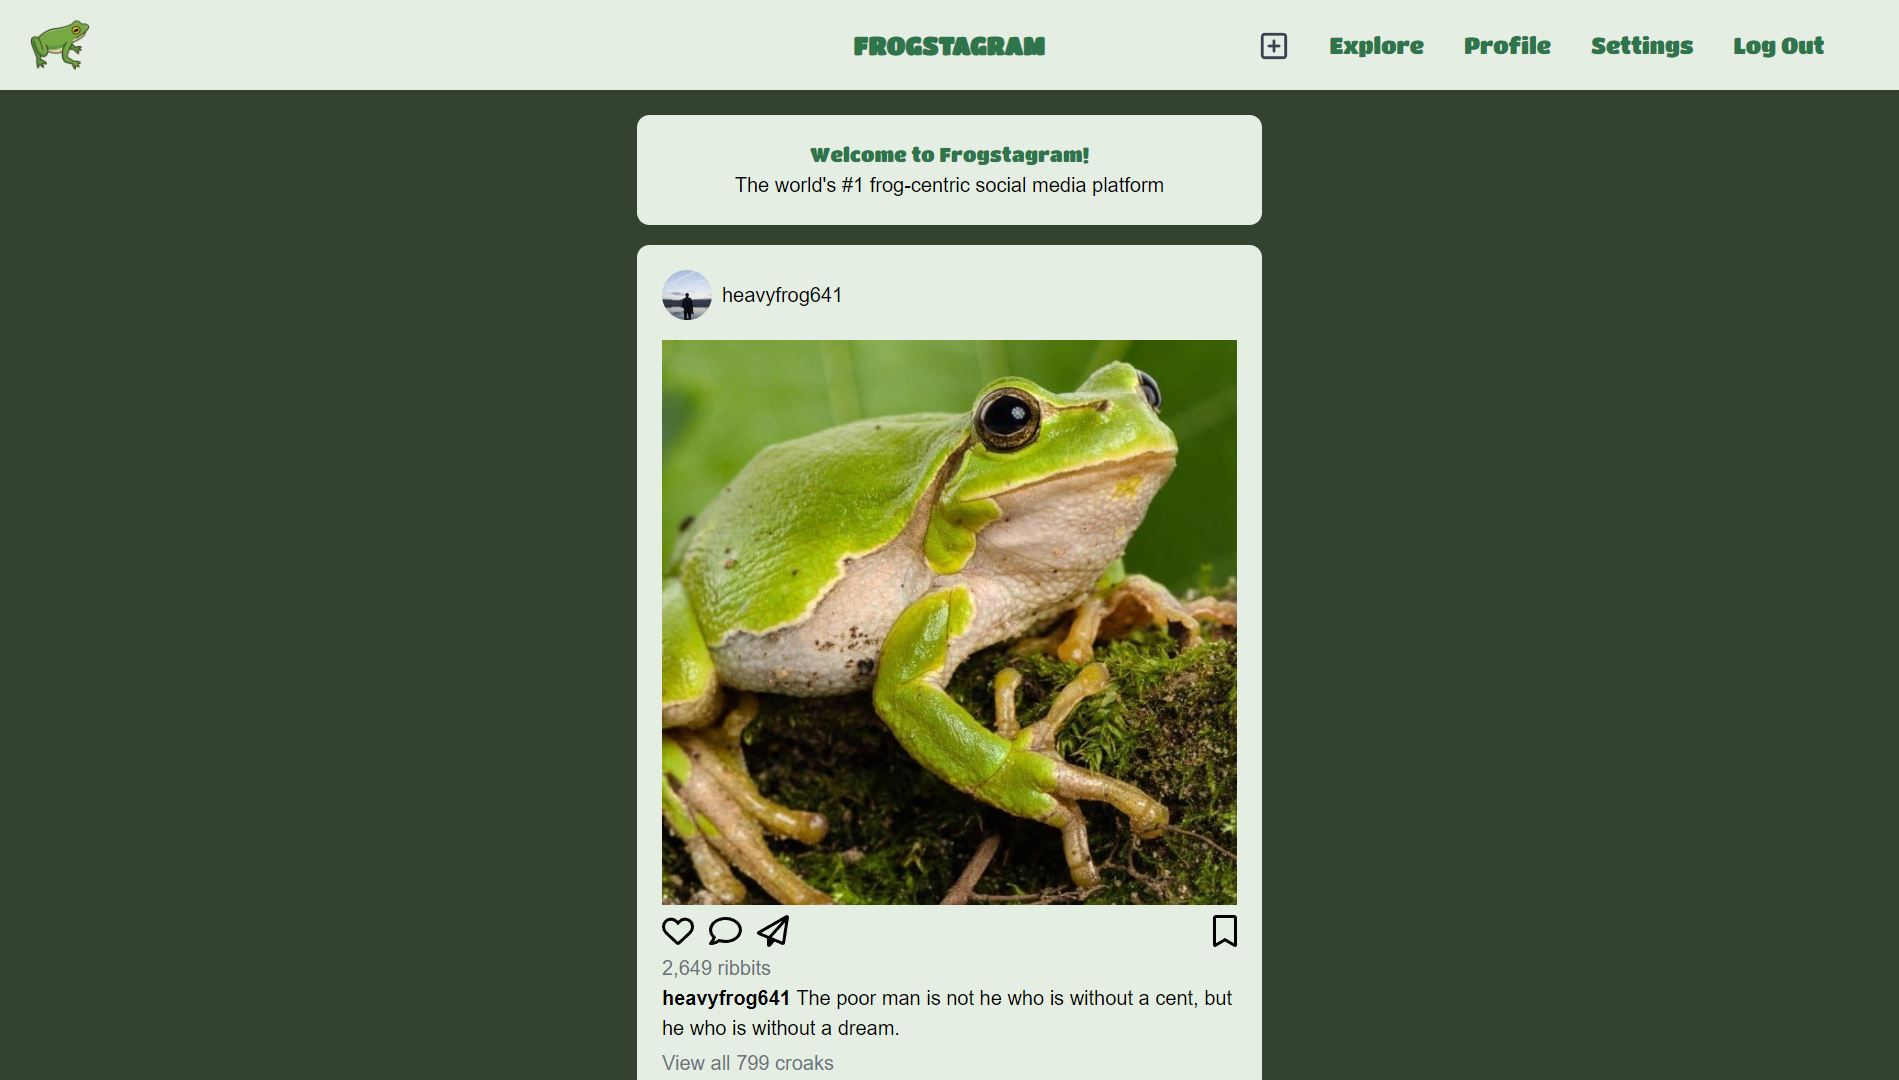 FROGSTAGRAM
Explore
Profile
Settings
Log Out
Welcome to Frogstagram!
The world's #1 frog-centric social media platform
heavyfrog641
2,649 ribbits
heavyfrog641 The poor man is not he who is without a cent, but
he who is without a dream.
View all 799 croaks